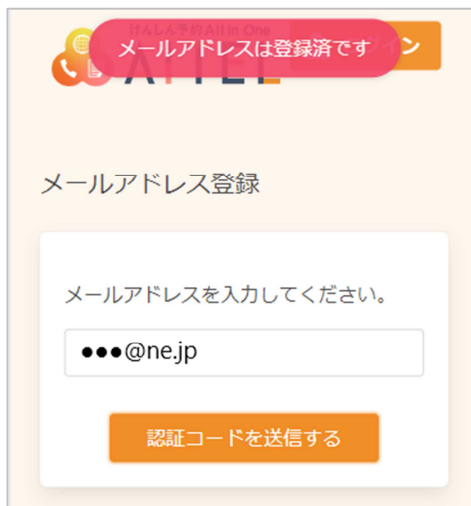 けんしん予約All in One
メールアドレスは登録済です
イン
メールアドレス登録
メールアドレスを入力してください。
●●●@ne.jp
認証コードを送信する